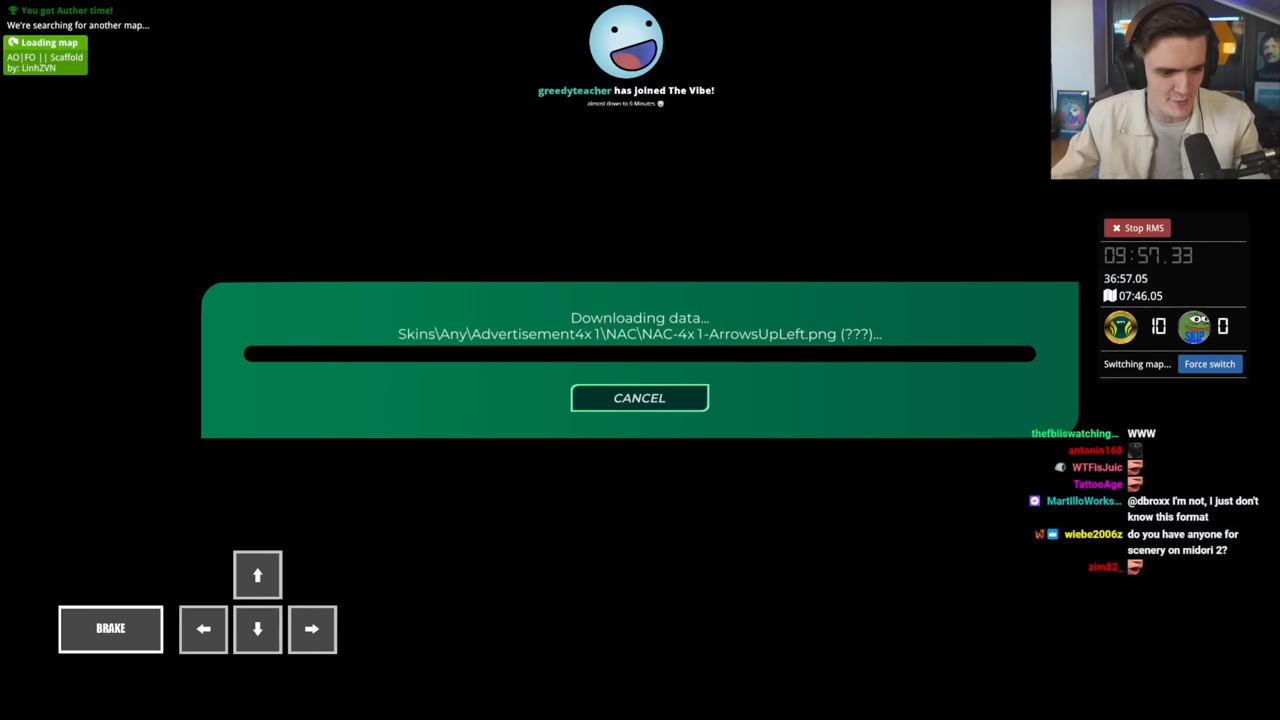 You got Author time!
We're searching for another map...
Loading map
AO|FO || Scaffold
by: LinhZVN
greedyteacher has joined The Vibe!
almost down to 6 Minutes
Stop RMS
09:57.33
36:57.05
07:46.05
10
SKIP
0
Switching map...
Force switch
Downloading data...
Skins\Any\Advertisement4x1\NAC\NAC-4x1-ArrowsUpLeft.png (???)...
CANCEL
thefbiiswatching... WWW
antonin168
WTFisJuic
TattooAge
MartilloWorks... @dbroxx I'm not, I just don't
know this format
wiebe2006z do you have anyone for
scenery on midori 2?
zim82_
BRAKE